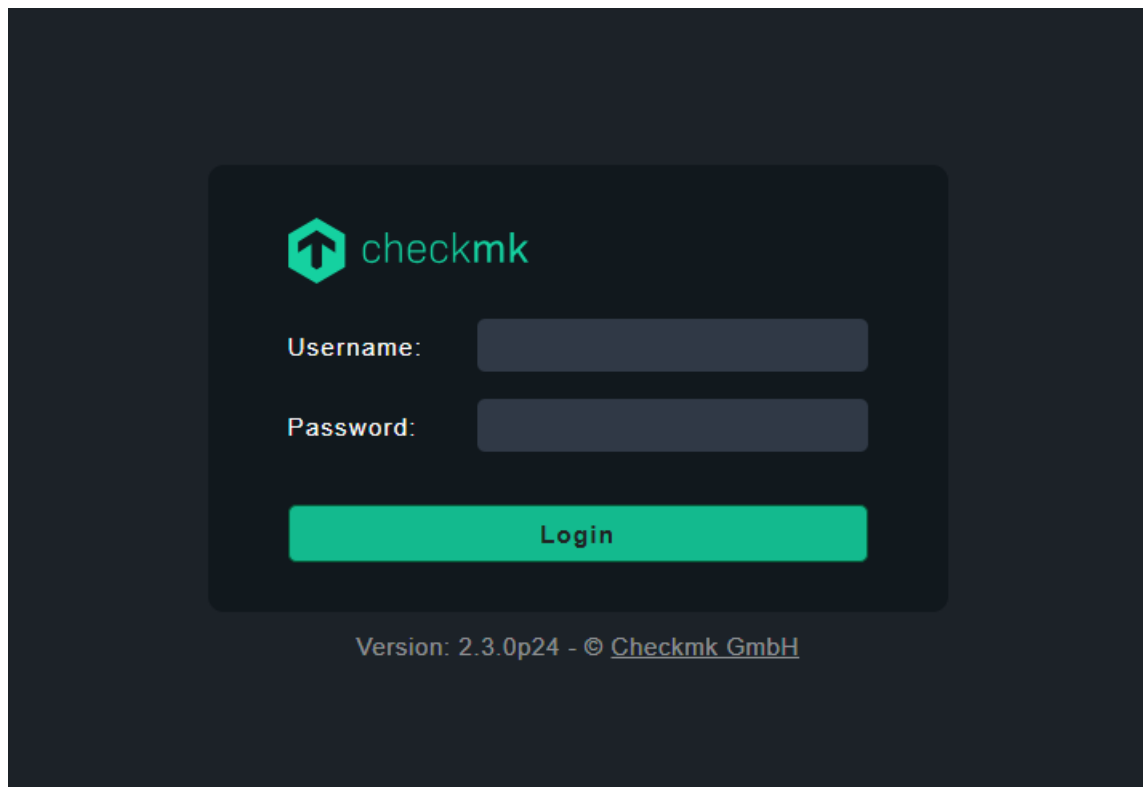 checkmk
Username:
Password:
Login
Version: 2.3.0p24 - © Checkmk GmbH